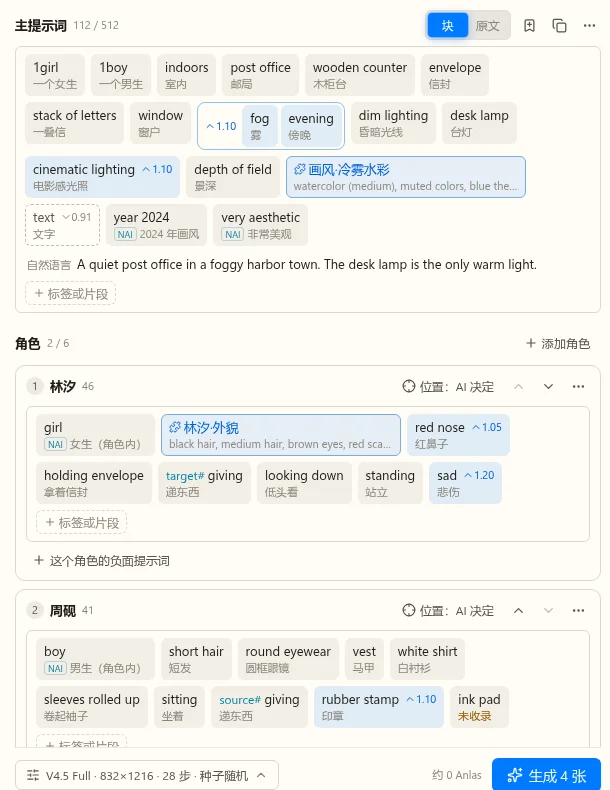 主提示词 112 / 512 块 原文
1girl 1boy indoors post office wooden counter envelope
一个女生 一个男生 室内 邮局 木柜台 信封
stack of letters window 1.10 fog evening dim lighting desk lamp
一叠信 窗户 雾 傍晚 昏暗光线 台灯
cinematic lighting 1.10 depth of field 画风·冷雾水彩
电影感光照 景深 watercolor (medium), muted colors, blue the...
text 0.91 year 2024 very aesthetic
文字 NAI 2024 年画风 NAI 非常美观
自然语言 A quiet post office in a foggy harbor town. The desk lamp is the only warm light.
+ 标签或片段
角色 2 / 6 + 添加角色
1 林汐 46 位置: AI 决定
girl 林汐·外貌 red nose 1.05
NAI 女生（角色内） black hair, medium hair, brown eyes, red sca... 红鼻子
holding envelope target# giving looking down standing sad 1.20
拿着信封 递东西 低头看 站立 悲伤
+ 标签或片段
+ 这个角色的负面提示词
2 周砚 41 位置: AI 决定
boy short hair round eyewear vest white shirt
NAI 男生（角色内） 短发 圆框眼镜 马甲 白衬衫
sleeves rolled up sitting source# giving rubber stamp 1.10 ink pad
卷起袖子 坐着 递东西 印章 未收录
+ 标签或片段
V4.5 Full · 832×1216 · 28 步 · 种子随机 约 0 Anlas 生成 4 张